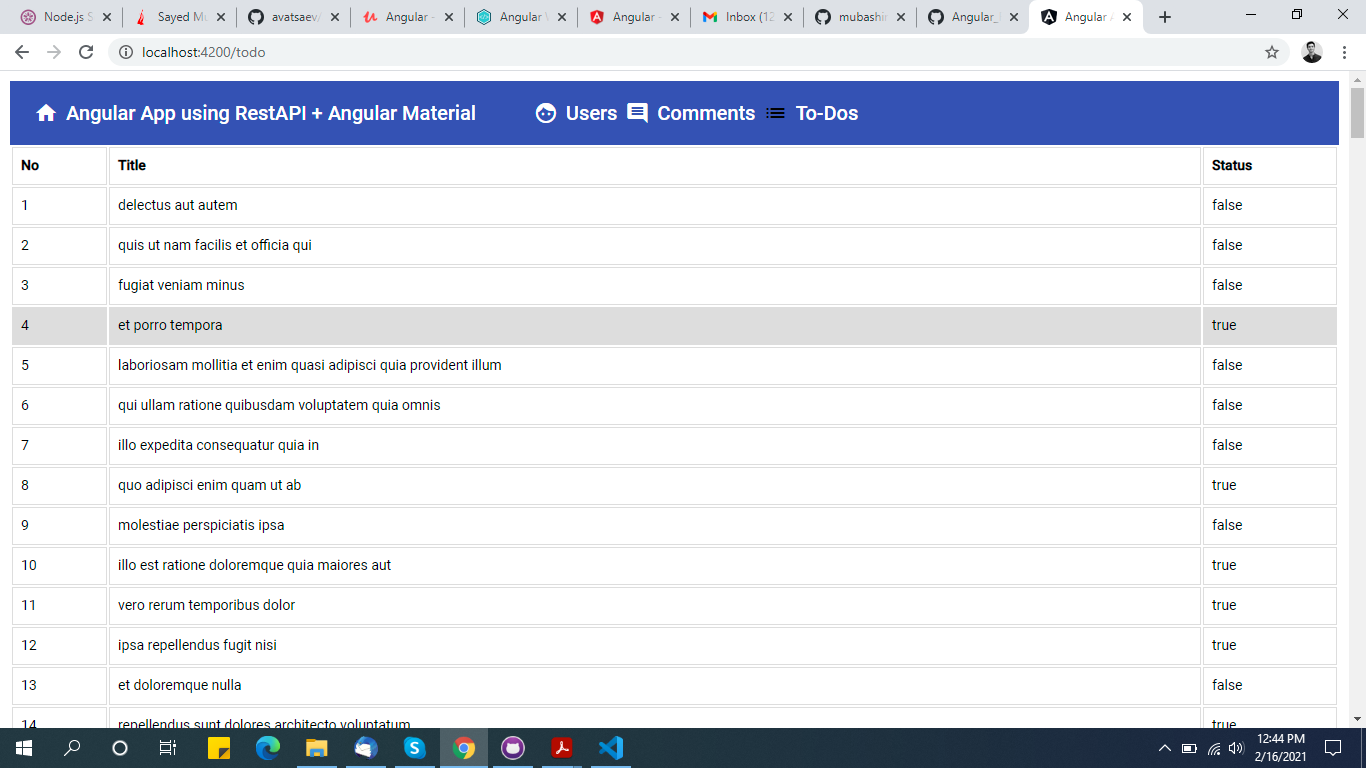 Node.js S
Sayed Mu
avatsaev/
Angular -
Angular W
Angular -
Inbox (12
mubashir
Angular_
Angular A
localhost:4200/todo
Angular App using RestAPI + Angular Material Users Comments To-Dos
No Title Status
1 delectus aut autem false
2 quis ut nam facilis et officia qui false
3 fugiat veniam minus false
4 et porro tempora true
5 laboriosam mollitia et enim quasi adipisci quia provident illum false
6 qui ullam ratione quibusdam voluptatem quia omnis false
7 illo expedita consequatur quia in false
8 quo adipisci enim quam ut ab true
9 molestiae perspiciatis ipsa false
10 illo est ratione doloremque quia maiores aut true
11 vero rerum temporibus dolor true
12 ipsa repellendus fugit nisi true
13 et doloremque nulla false
14 repellendus sunt dolores architecto voluptatum true
12:44 PM
2/16/2021